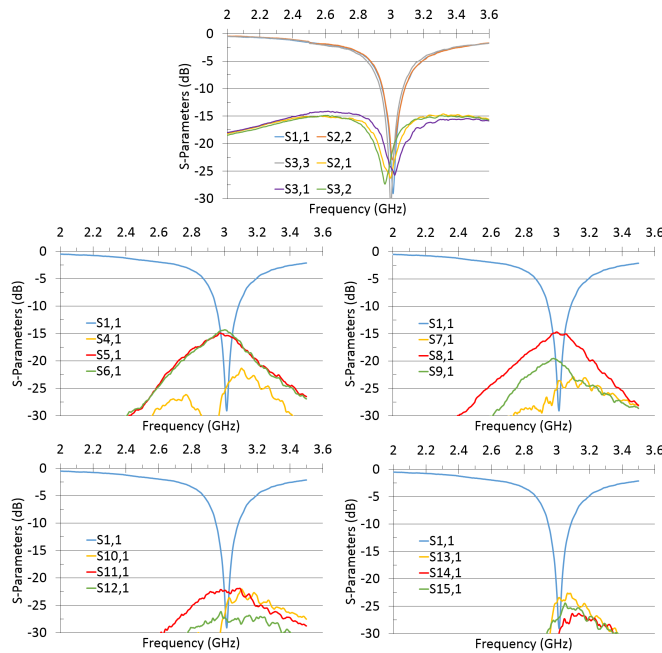 2 2.2 2.4 2.6 2.8 3 3.2 3.4 3.6
0
-5
-10
-15
-20
-25
-30
S-Parameters (dB)
S1,1 S2,2
S3,3 S2,1
S3,1 S3,2
Frequency (GHz)
2 2.2 2.4 2.6 2.8 3 3.2 3.4 3.6
0
-5
-10
-15
-20
-25
-30
S-Parameters (dB)
S1,1
S4,1
S5,1
S6,1
Frequency (GHz)
2 2.2 2.4 2.6 2.8 3 3.2 3.4 3.6
0
-5
-10
-15
-20
-25
-30
S-Parameters (dB)
S1,1
S7,1
S8,1
S9,1
Frequency (GHz)
2 2.2 2.4 2.6 2.8 3 3.2 3.4 3.6
0
-5
-10
-15
-20
-25
-30
S-Parameters (dB)
S1,1
S10,1
S11,1
S12,1
Frequency (GHz)
2 2.2 2.4 2.6 2.8 3 3.2 3.4 3.6
0
-5
-10
-15
-20
-25
-30
S-Parameters (dB)
S1,1
S13,1
S14,1
S15,1
Frequency (GHz)